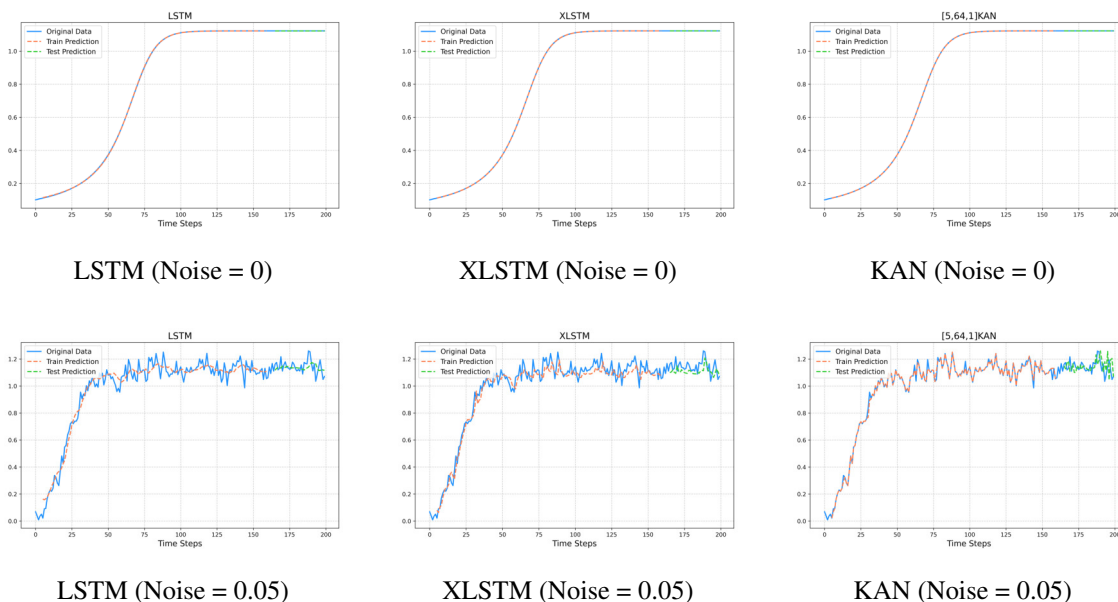 LSTM
XLSTM
[5,64,1]KAN
Original Data
Train Prediction
Test Prediction
Original Data
Train Prediction
Test Prediction
Original Data
Train Prediction
Test Prediction
1.0
0.8
0.6
0.4
0.2
1.0
0.8
0.6
0.4
0.2
1.0
0.8
0.6
0.4
0.2
0 25 50 75 100 125 150 175 200
0 25 50 75 100 125 150 175 200
0 25 50 75 100 125 150 175 200
Time Steps
Time Steps
Time Steps
LSTM (Noise = 0)
XLSTM (Noise = 0)
KAN (Noise = 0)
LSTM
XLSTM
[5,64,1]KAN
Original Data
Train Prediction
Test Prediction
Original Data
Train Prediction
Test Prediction
Original Data
Train Prediction
Test Prediction
1.2
1.0
0.8
0.6
0.4
0.2
0.0
1.2
1.0
0.8
0.6
0.4
0.2
0.0
1.2
1.0
0.8
0.6
0.4
0.2
0.0
0 25 50 75 100 125 150 175 200
0 25 50 75 100 125 150 175 200
0 25 50 75 100 125 150 175 200
Time Steps
Time Steps
Time Steps
LSTM (Noise = 0.05)
XLSTM (Noise = 0.05)
KAN (Noise = 0.05)